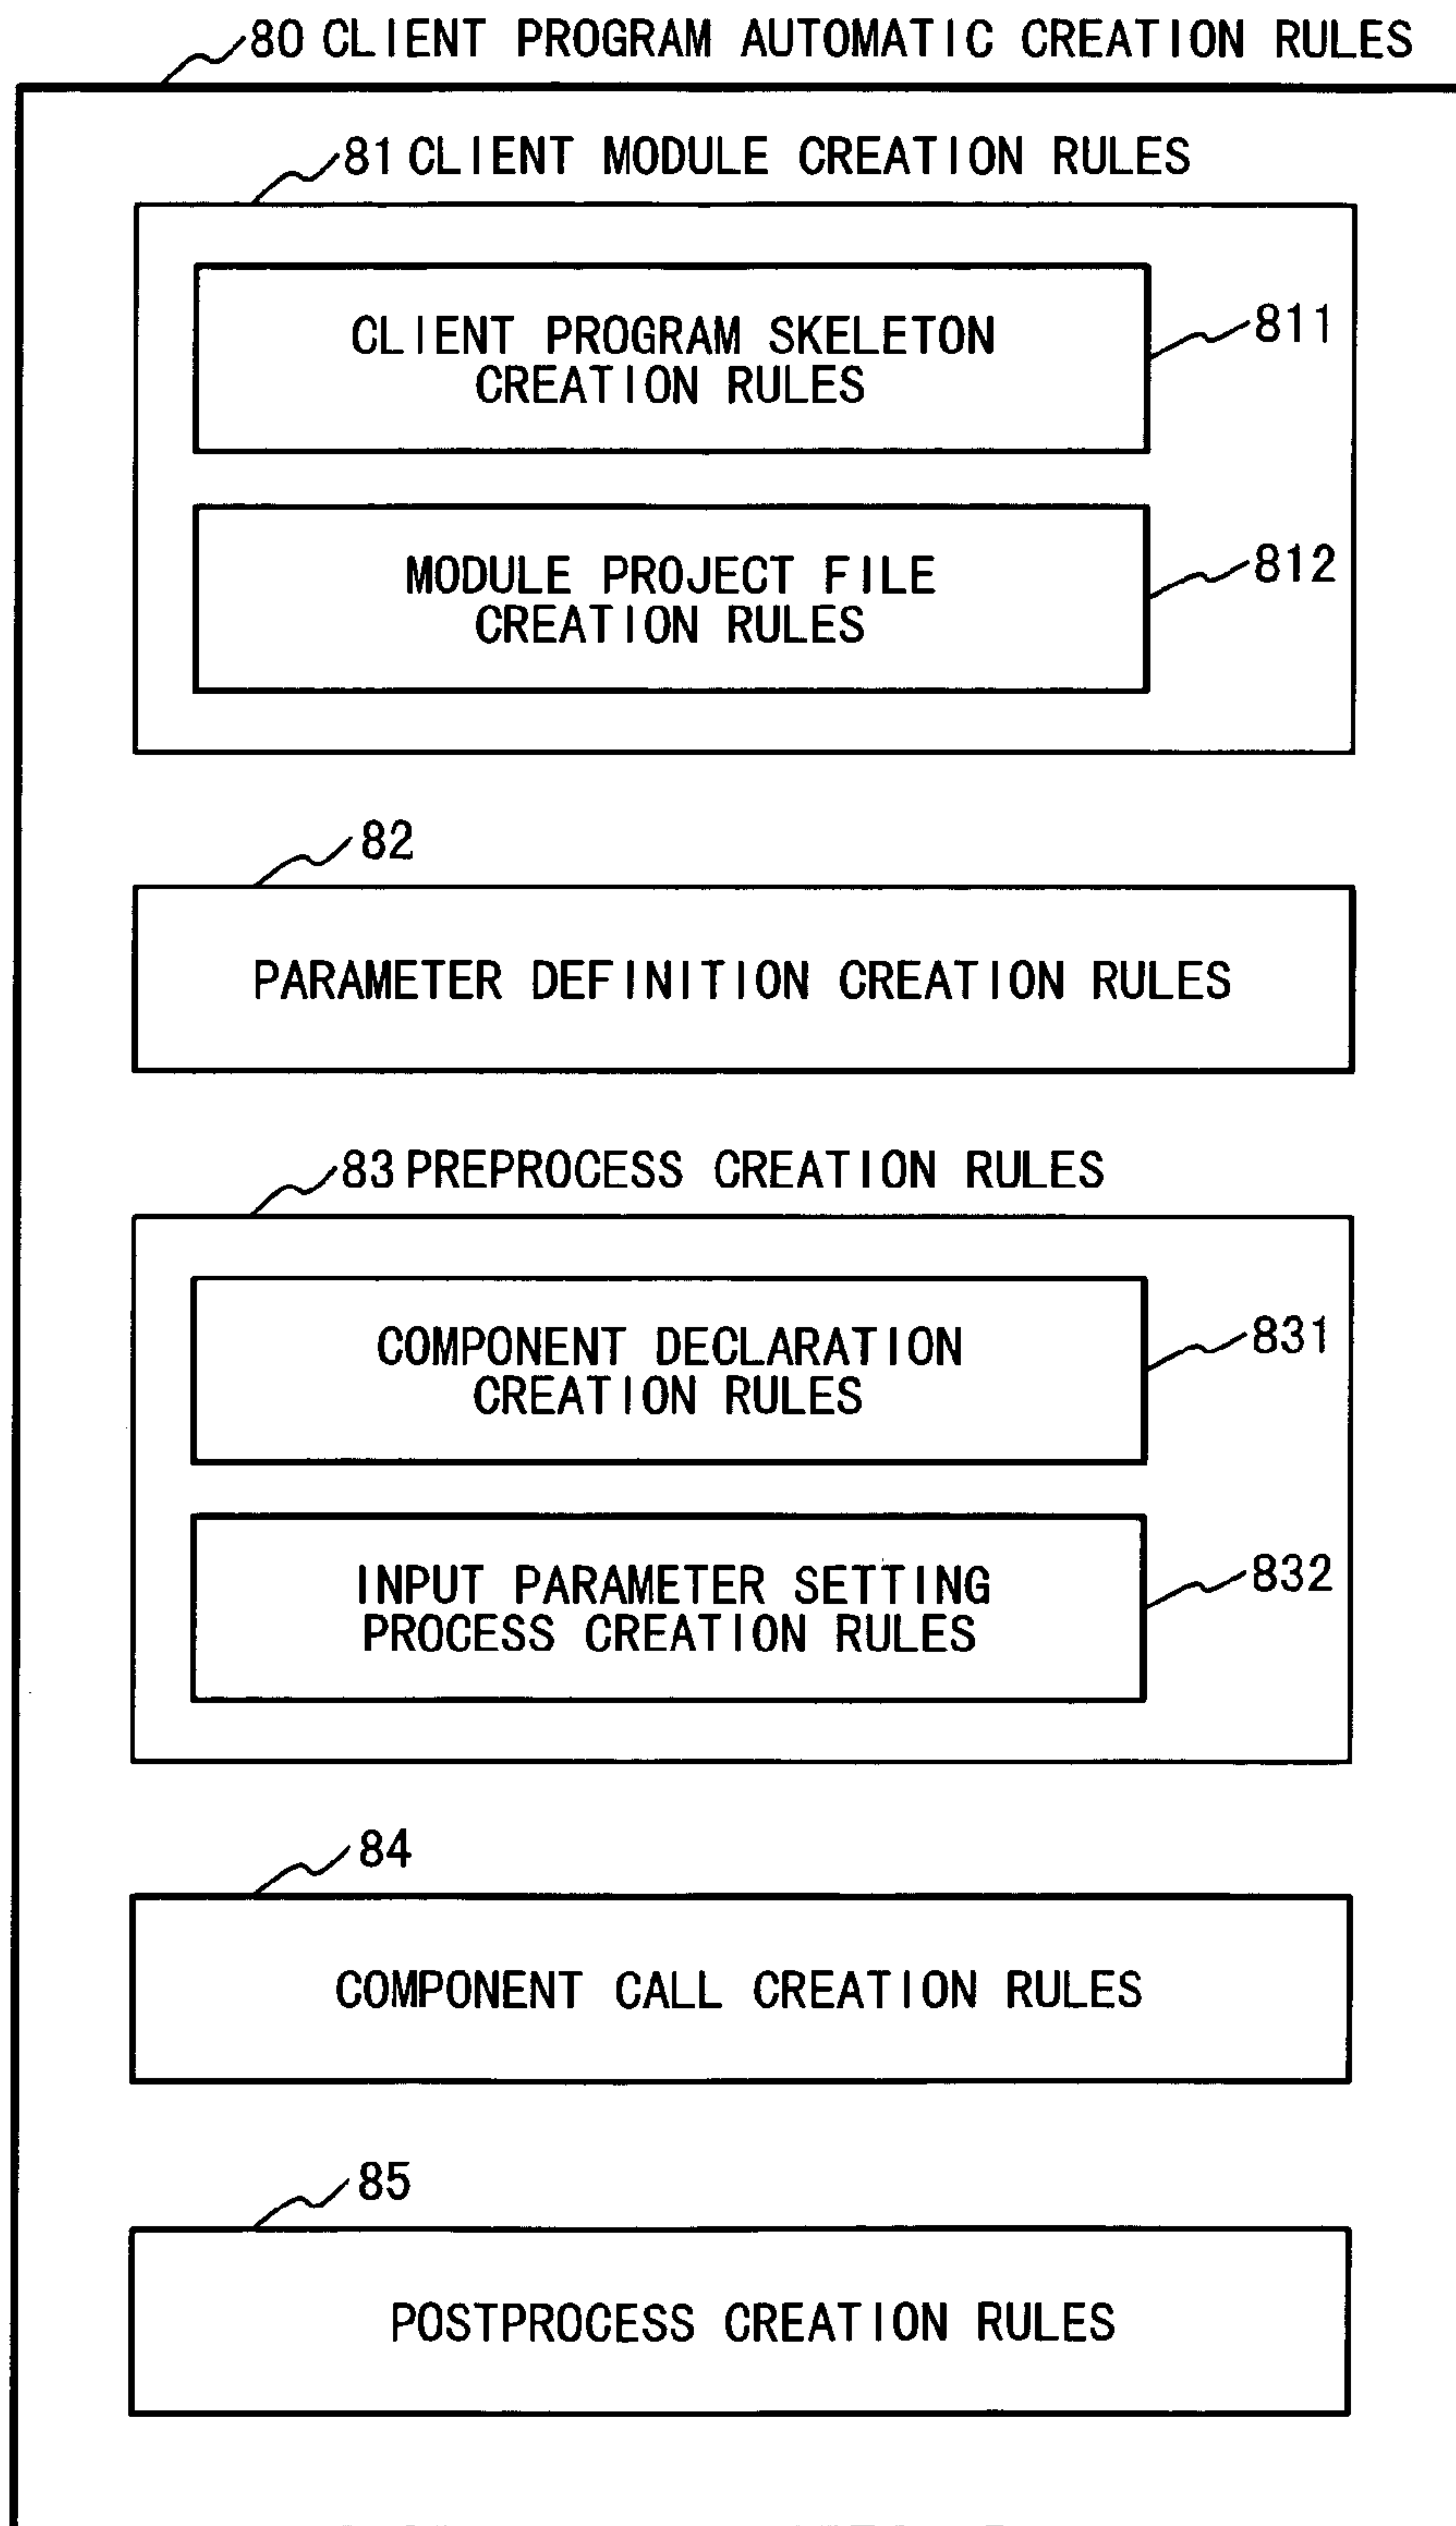 80 CLIENT PROGRAM AUTOMATIC CREATION RULES
81 CLIENT MODULE CREATION RULES
CLIENT PROGRAM SKELETON
CREATION RULES
811
MODULE PROJECT FILE
CREATION RULES
812
82
PARAMETER DEFINITION CREATION RULES
83 PREPROCESS CREATION RULES
COMPONENT DECLARATION
CREATION RULES
831
INPUT PARAMETER SETTING
PROCESS CREATION RULES
832
84
COMPONENT CALL CREATION RULES
85
POSTPROCESS CREATION RULES